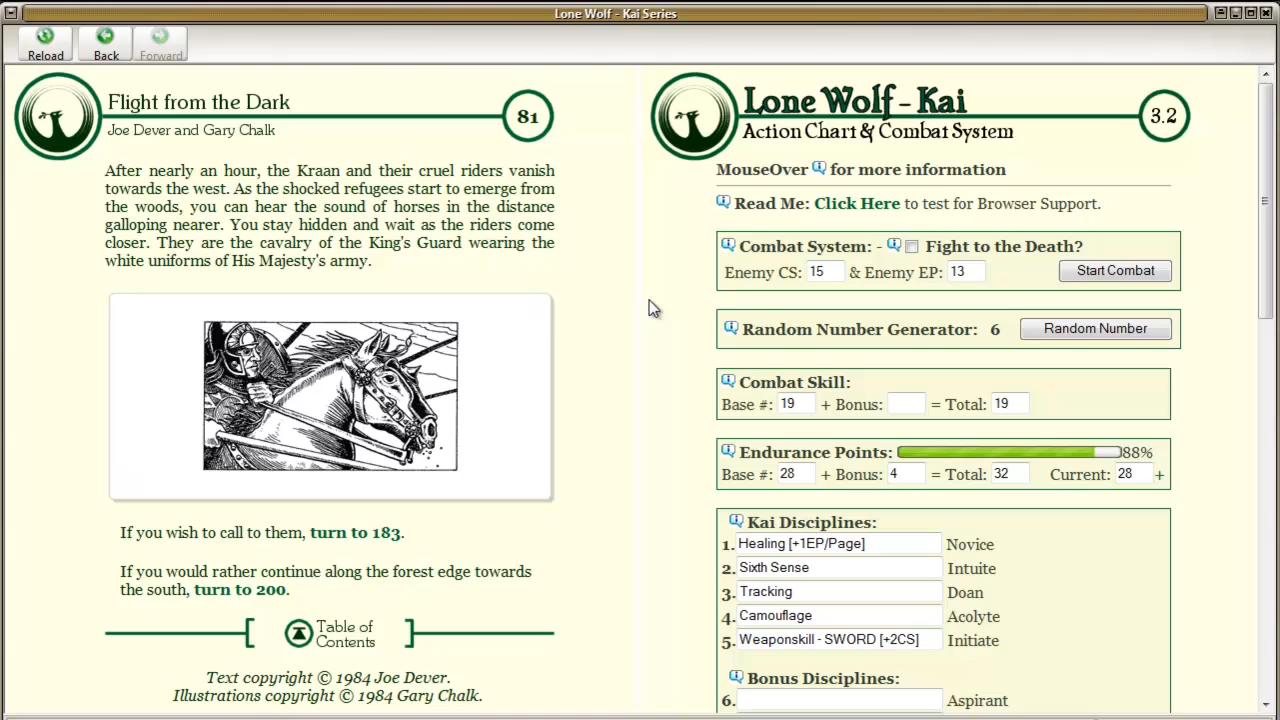 Lone Wolf - Kai Series
Reload
Back
Forward
Flight from the Dark
81
Joe Dever and Gary Chalk
After nearly an hour, the Kraan and their cruel riders vanish
towards the west. As the shocked refugees start to emerge from
the woods, you can hear the sound of horses in the distance
galloping nearer. You stay hidden and wait as the riders come
closer. They are the cavalry of the King's Guard wearing the
white uniforms of His Majesty's army.
If you wish to call to them, turn to 183.
If you would rather continue along the forest edge towards
the south, turn to 200.
Table of
Contents
Text copyright © 1984 Joe Dever.
Illustrations copyright © 1984 Gary Chalk.
Lone Wolf - Kai
3.2
Action Chart & Combat System
MouseOver for more information
Read Me: Click Here to test for Browser Support.
Combat System: - Fight to the Death?
Enemy CS: 15 & Enemy EP: 13 Start Combat
Random Number Generator: 6 Random Number
Combat Skill:
Base #: 19 + Bonus: = Total: 19
Endurance Points: 88%
Base #: 28 + Bonus: 4 = Total: 32 Current: 28 +
Kai Disciplines:
1. Healing [+1EP/Page] Novice
2. Sixth Sense Intuite
3. Tracking Doan
4. Camouflage Acolyte
5. Weaponskill - SWORD [+2CS] Initiate
Bonus Disciplines:
6. Aspirant